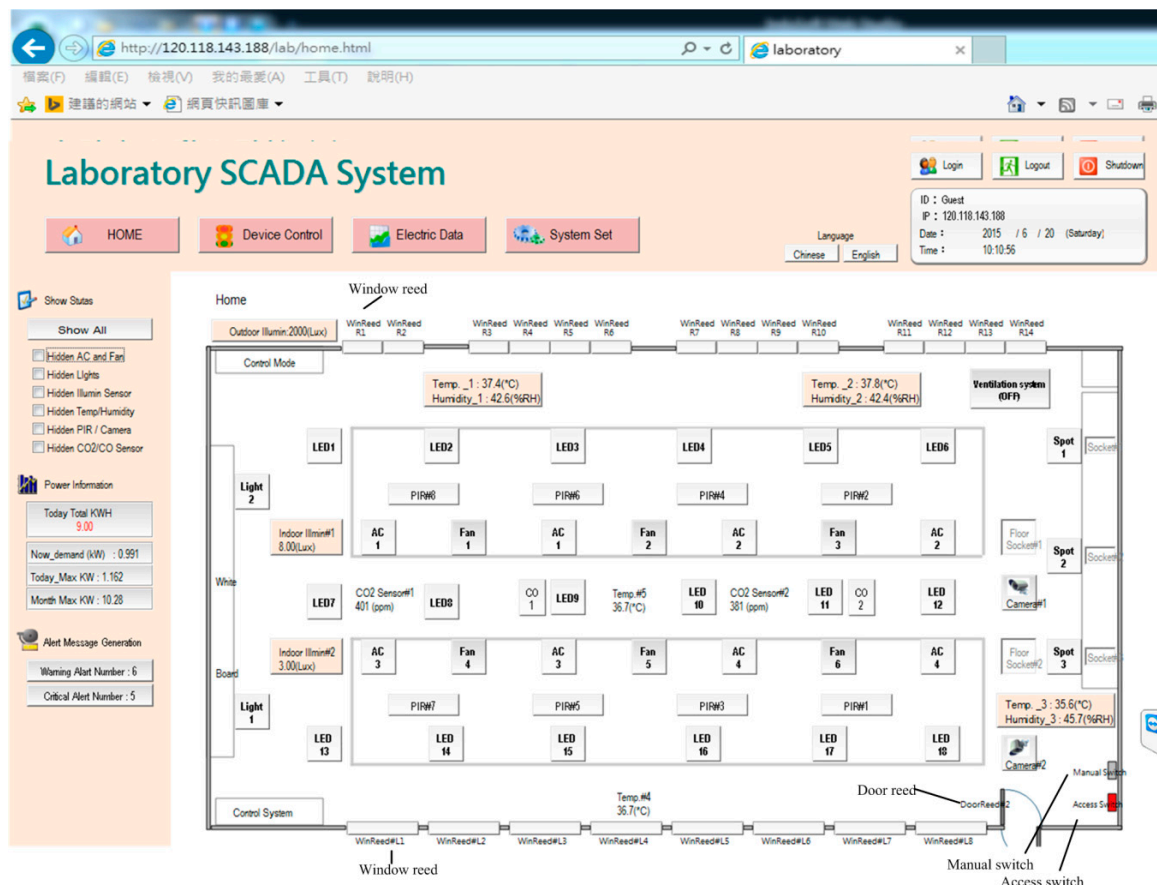 http://120.118.143.188/lab/home.html
laboratory
檔案(F) 編輯(E) 檢視(V) 我的最愛(A) 工具(T) 說明(H)
建議的網站 網頁快訊圖庫
Laboratory SCADA System
Login Logout Shutdown
ID : Guest
IP : 120.118.143.188
Date : 2015 / 6 / 20 (Saturday)
Time : 10:10:56
HOME Device Control Electric Data System Set
Language
Chinese English
Show Stutas
Show All
Hidden AC and Fan
Hidden Lights
Hidden Illumin Sensor
Hidden Temp/Humidity
Hidden PIR / Camera
Hidden CO2/CO Sensor
Power Information
Today Total KWH
9.00
Now_demand (kW) : 0.991
Today_Max KW : 1.162
Month Max KW : 10.28
Alert Message Generation
Warning Alart Number : 6
Critical Alert Number : 5
Home
Window reed
Outdoor Illumin:2000(Lux)
WinReed R1
WinReed R2
WinReed R3
WinReed R4
WinReed R5
WinReed R6
WinReed R7
WinReed R8
WinReed R9
WinReed R10
WinReed R11
WinReed R12
WinReed R13
WinReed R14
Control Mode
Temp. _1 : 37.4(°C)
Humidity_1 : 42.6(%RH)
Temp. _2 : 37.8(°C)
Humidity_2 : 42.4(%RH)
Ventilation system
(OFF)
LED1 LED2 LED3 LED4 LED5 LED6
Spot 1
Light 2
PIR#8 PIR#6 PIR#4 PIR#2
Indoor Illmin#1
8.00(Lux)
AC 1
Fan 1
AC 1
Fan 2
AC 2
Fan 3
AC 2
Floor
Socket#1
Spot 2
White
LED7
CO2 Sensor#1
401 (ppm)
LED8
CO 1
LED9
Temp.#5
36.7(°C)
LED 10
CO2 Sensor#2
381 (ppm)
LED 11
CO 2
LED 12
Camera#1
Board
Indoor Illmin#2
3.00(Lux)
AC 3
Fan 4
AC 3
Fan 5
AC 4
Fan 6
AC 4
Floor
Socket#2
Spot 3
Light 1
PIR#7 PIR#5 PIR#3 PIR#1
Temp. _3 : 35.6(°C)
Humidity_3 : 45.7(%RH)
LED 13
LED 14
LED 15
LED 16
LED 17
LED 18
Camera#2
Manual Switch
Door reed
DoorReed#2
Access Switch
Control System
Temp.#4
36.7(°C)
WinReed#L1 WinReed#L2 WinReed#L3 WinReed#L4 WinReed#L5 WinReed#L6 WinReed#L7 WinReed#L8
Window reed
Manual switch
Access switch